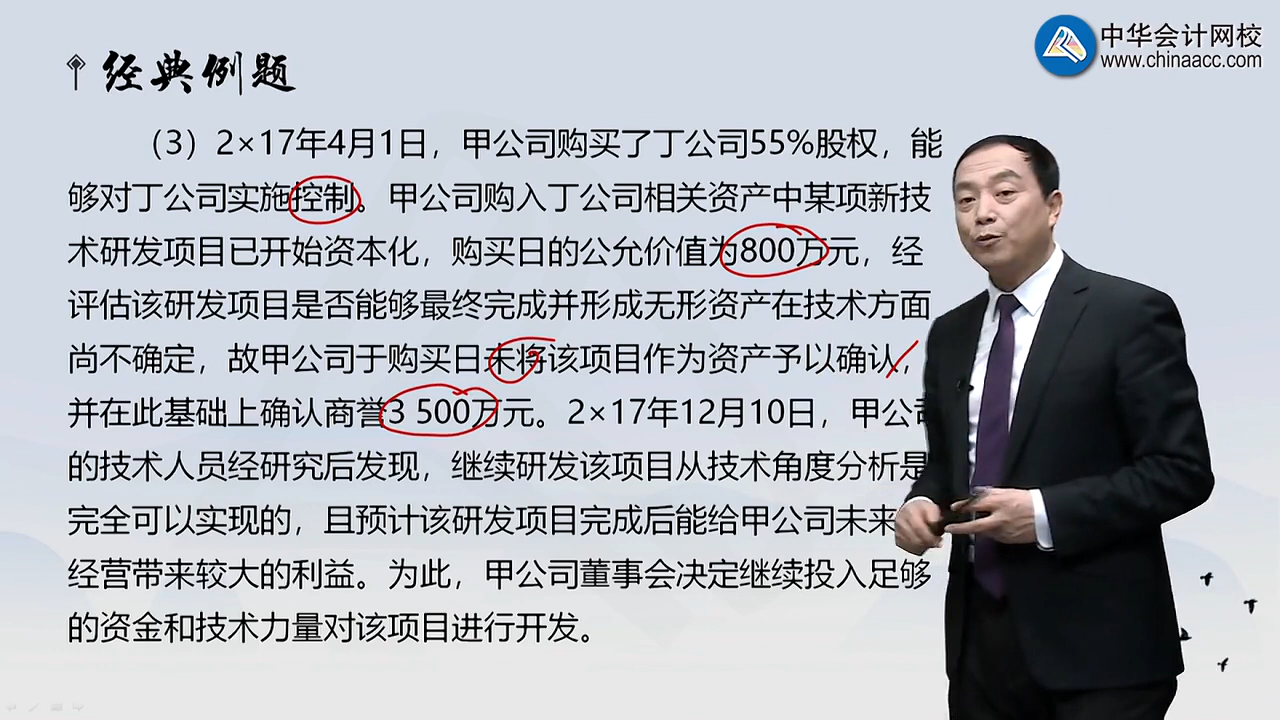 中华会计网校
www.chinaacc.com
经典例题
（3）2×17年4月1日，甲公司购买了丁公司55%股权，能
够对丁公司实施控制。甲公司购入丁公司相关资产中某项新技
术研发项目已开始资本化，购买日的公允价值为800万元，经
评估该研发项目是否能够最终完成并形成无形资产在技术方面
尚不确定，故甲公司于购买日未将该项目作为资产予以确认，
并在此基础上确认商誉3 500万元。2×17年12月10日，甲公司
的技术人员经研究后发现，继续研发该项目从技术角度分析是
完全可以实现的，且预计该研发项目完成后能给甲公司未来
经营带来较大的利益。为此，甲公司董事会决定继续投入足够
的资金和技术力量对该项目进行开发。